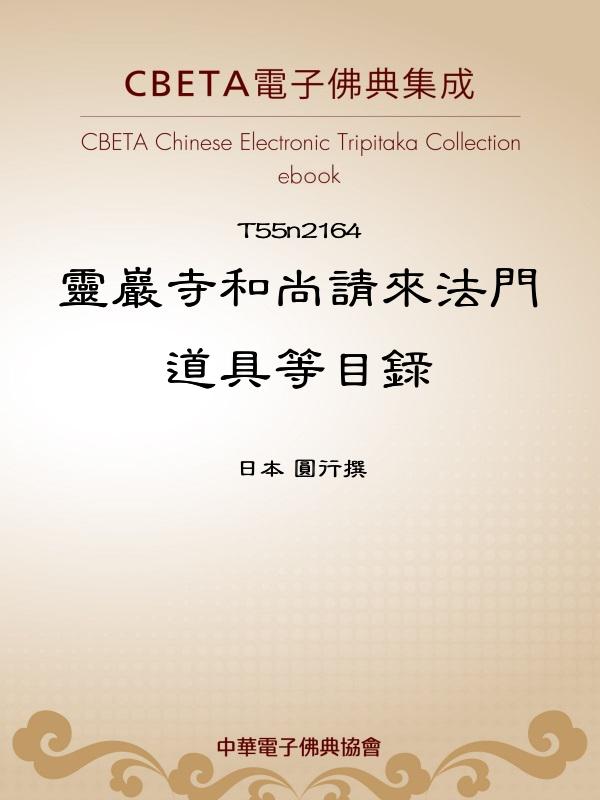 CBETA電子佛典集成
CBETA Chinese Electronic Tripitaka Collection
ebook
T55n2164
靈巖寺和尚請來法門
道具等目錄
日本 圓行撰
中華電子佛典協會